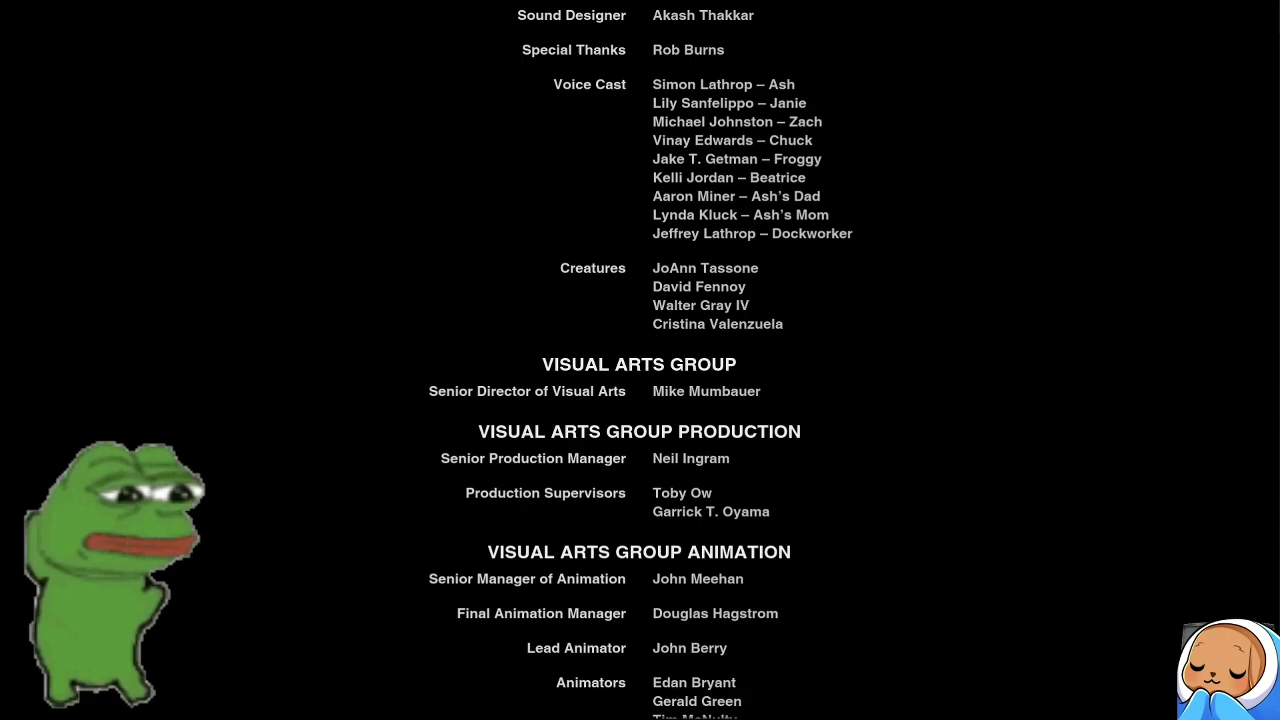 Sound Designer Akash Thakkar
Special Thanks Rob Burns
Voice Cast Simon Lathrop – Ash
Lily Sanfelippo – Janie
Michael Johnston – Zach
Vinay Edwards – Chuck
Jake T. Getman – Froggy
Kelli Jordan – Beatrice
Aaron Miner – Ash's Dad
Lynda Kluck – Ash's Mom
Jeffrey Lathrop – Dockworker
Creatures JoAnn Tassone
David Fennoy
Walter Gray IV
Cristina Valenzuela
VISUAL ARTS GROUP
Senior Director of Visual Arts Mike Mumbauer
VISUAL ARTS GROUP PRODUCTION
Senior Production Manager Neil Ingram
Production Supervisors Toby Ow
Garrick T. Oyama
VISUAL ARTS GROUP ANIMATION
Senior Manager of Animation John Meehan
Final Animation Manager Douglas Hagstrom
Lead Animator John Berry
Animators Edan Bryant
Gerald Green